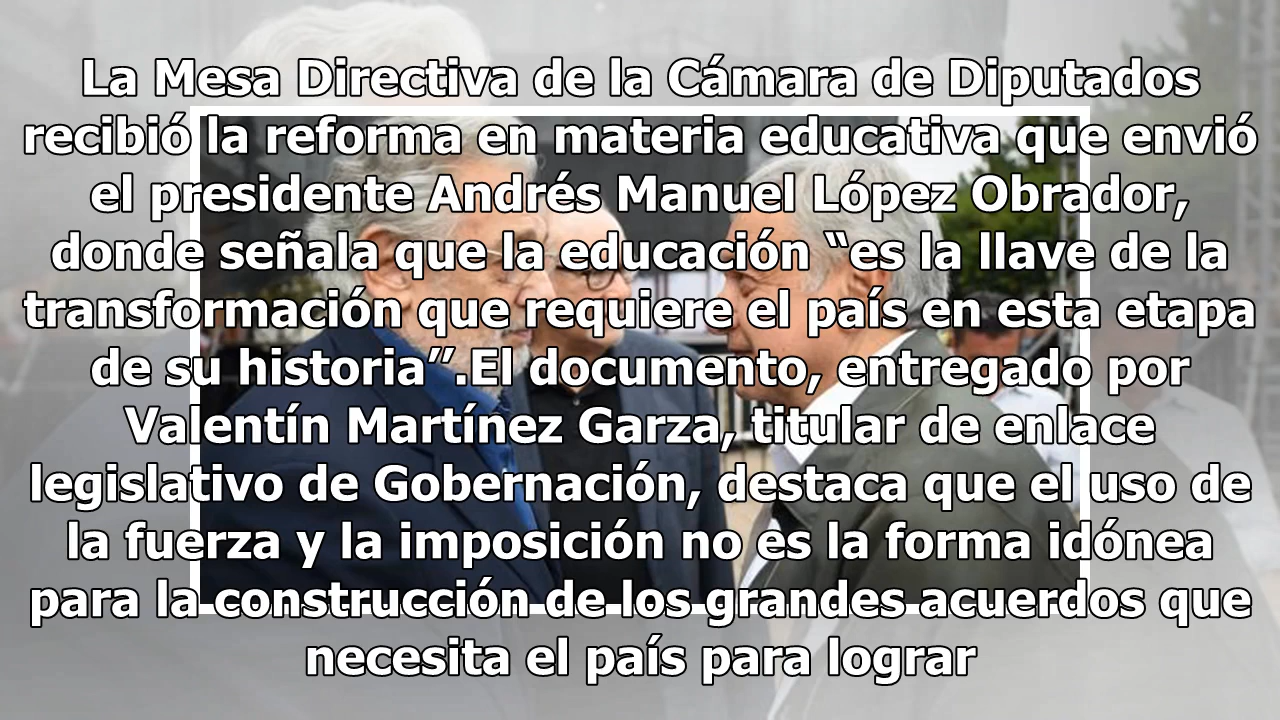 La Mesa Directiva de la Cámara de Diputados
recibió la reforma en materia educativa que envió
el presidente Andrés Manuel López Obrador,
donde señala que la educación “es la llave de la
transformación que requiere el país en esta etapa
de su historia”.El documento, entregado por
Valentín Martínez Garza, titular de enlace
legislativo de Gobernación, destaca que el uso de
la fuerza y la imposición no es la forma idónea
para la construcción de los grandes acuerdos que
necesita el país para lograr